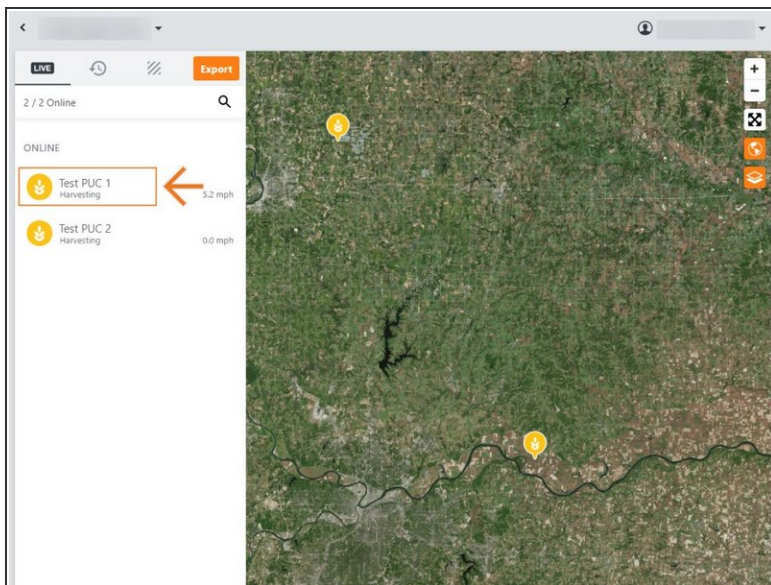 LIVE
Export
2 / 2 Online
ONLINE
Test PUC 1
Harvesting
5.2 mph
Test PUC 2
Harvesting
0.0 mph